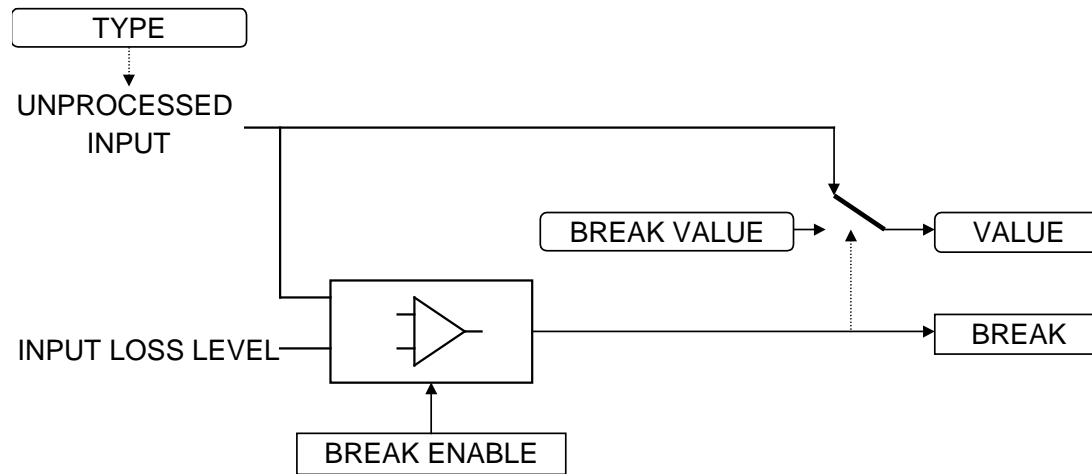 TYPE
UNPROCESSED
INPUT
BREAK VALUE
VALUE
INPUT LOSS LEVEL
BREAK
BREAK ENABLE